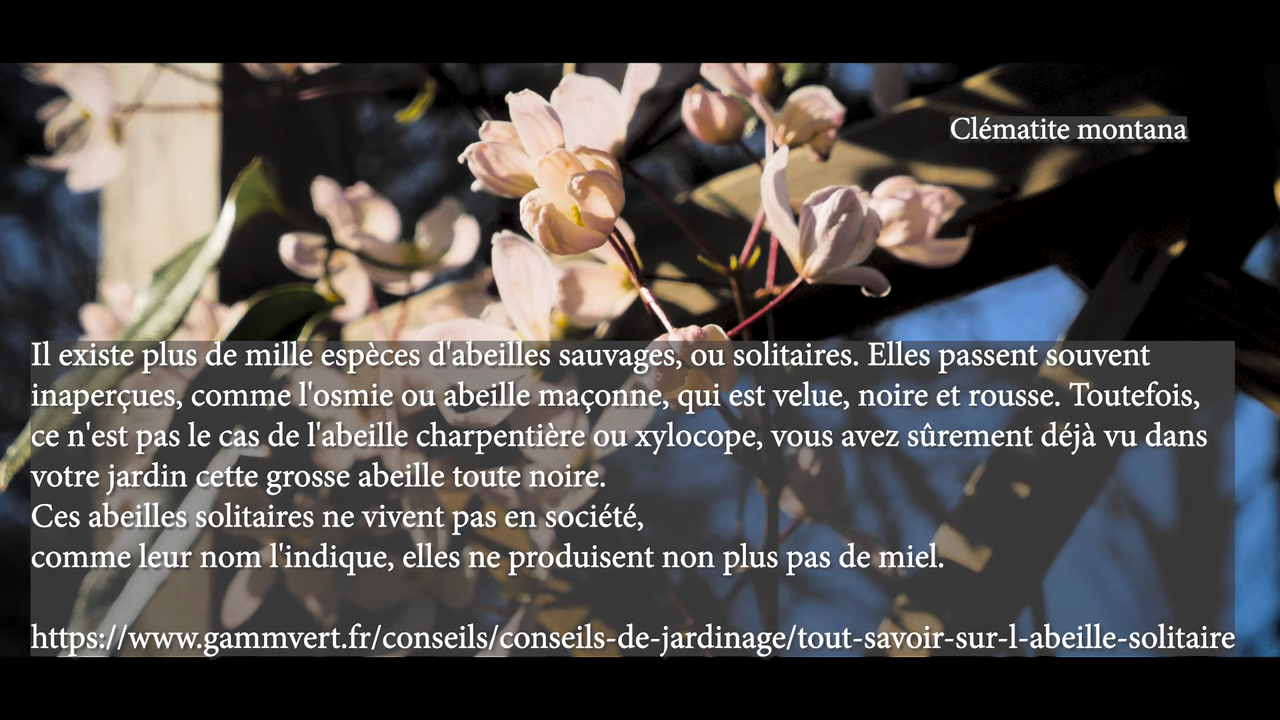 Clématite montana
Il existe plus de mille espèces d'abeilles sauvages, ou solitaires. Elles passent souvent
inaperçues, comme l'osmie ou abeille maçonne, qui est velue, noire et rousse. Toutefois,
ce n'est pas le cas de l'abeille charpentière ou xylocope, vous avez sûrement déjà vu dans
votre jardin cette grosse abeille toute noire.
Ces abeilles solitaires ne vivent pas en société,
comme leur nom l'indique, elles ne produisent non plus pas de miel.
https://www.gammvert.fr/conseils/conseils-de-jardinage/tout-savoir-sur-l-abeille-solitaire